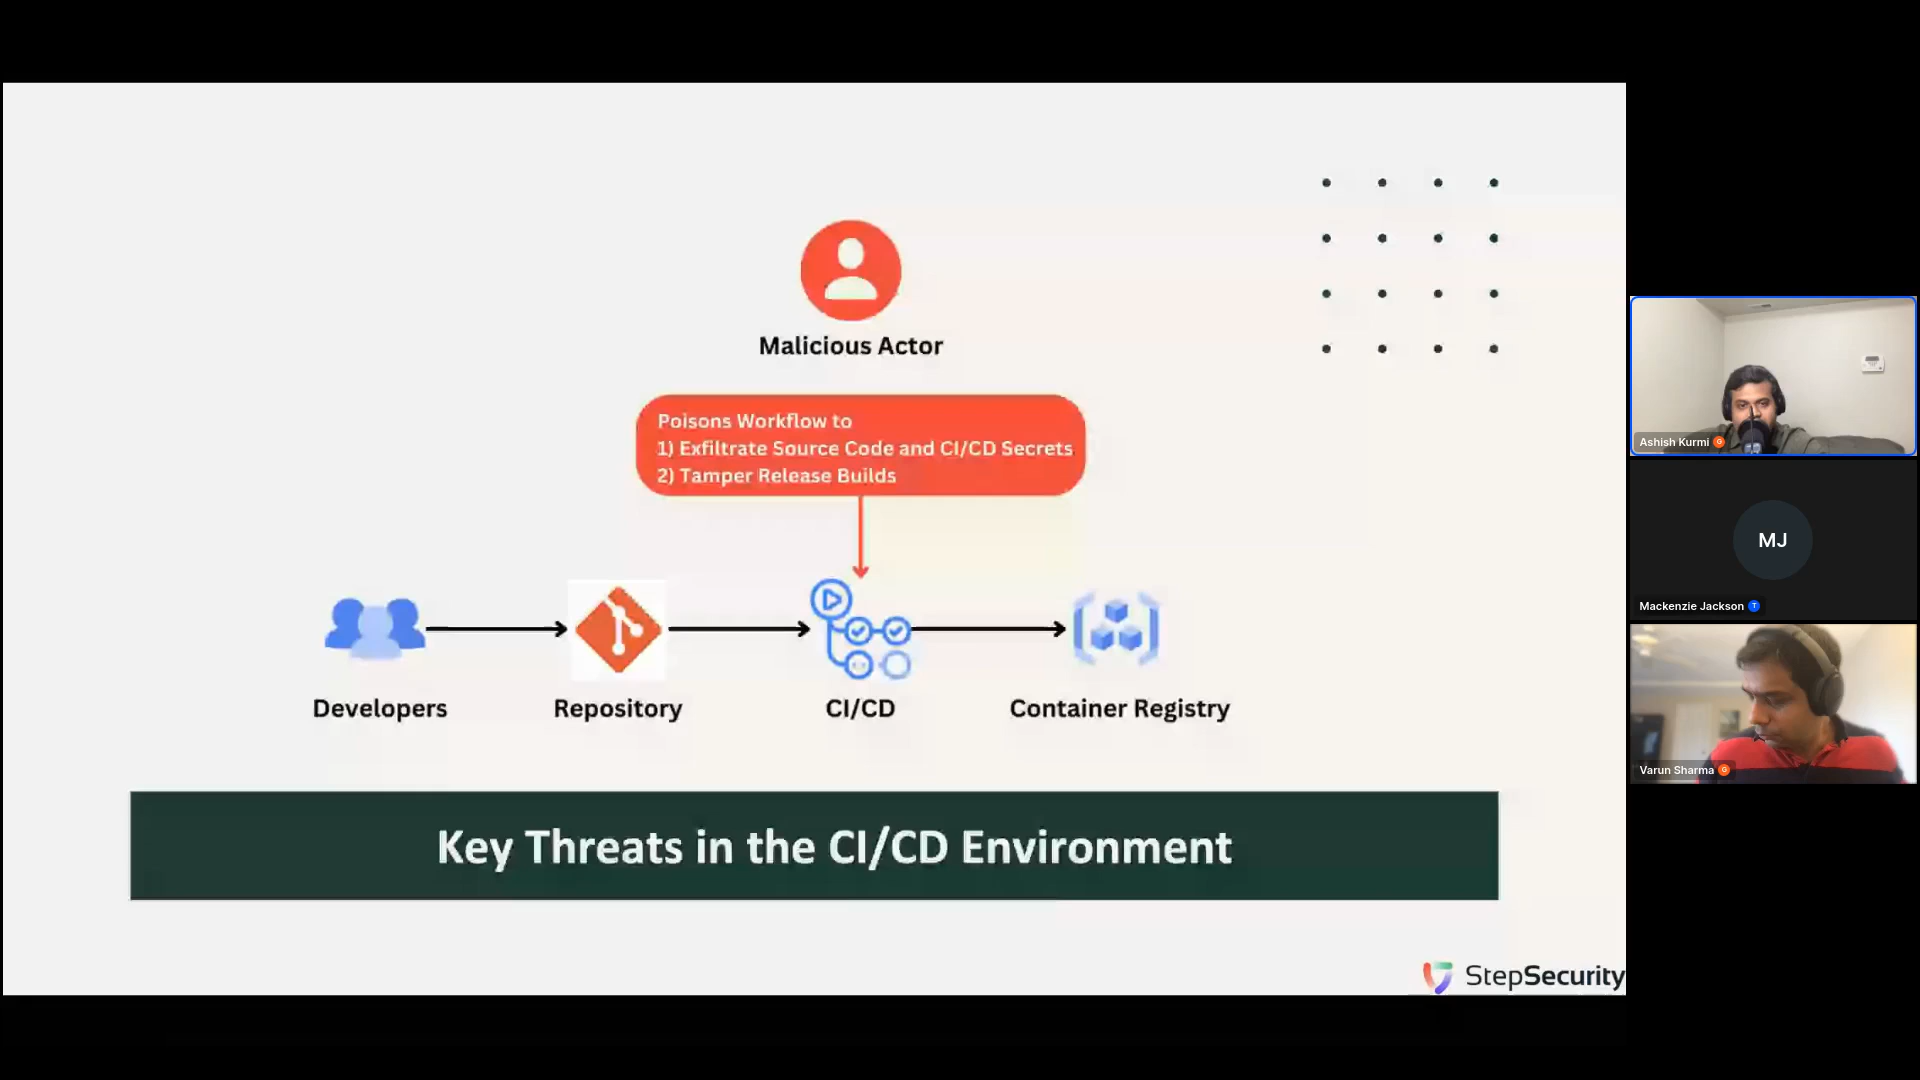 Malicious Actor
Poisons Workflow to
1) Exfiltrate Source Code and CI/CD Secrets
2) Tamper Release Builds
Developers
Repository
CI/CD
Container Registry
Key Threats in the CI/CD Environment
StepSecurity
Ashish Kurmi G
MJ
Mackenzie Jackson T
Varun Sharma G